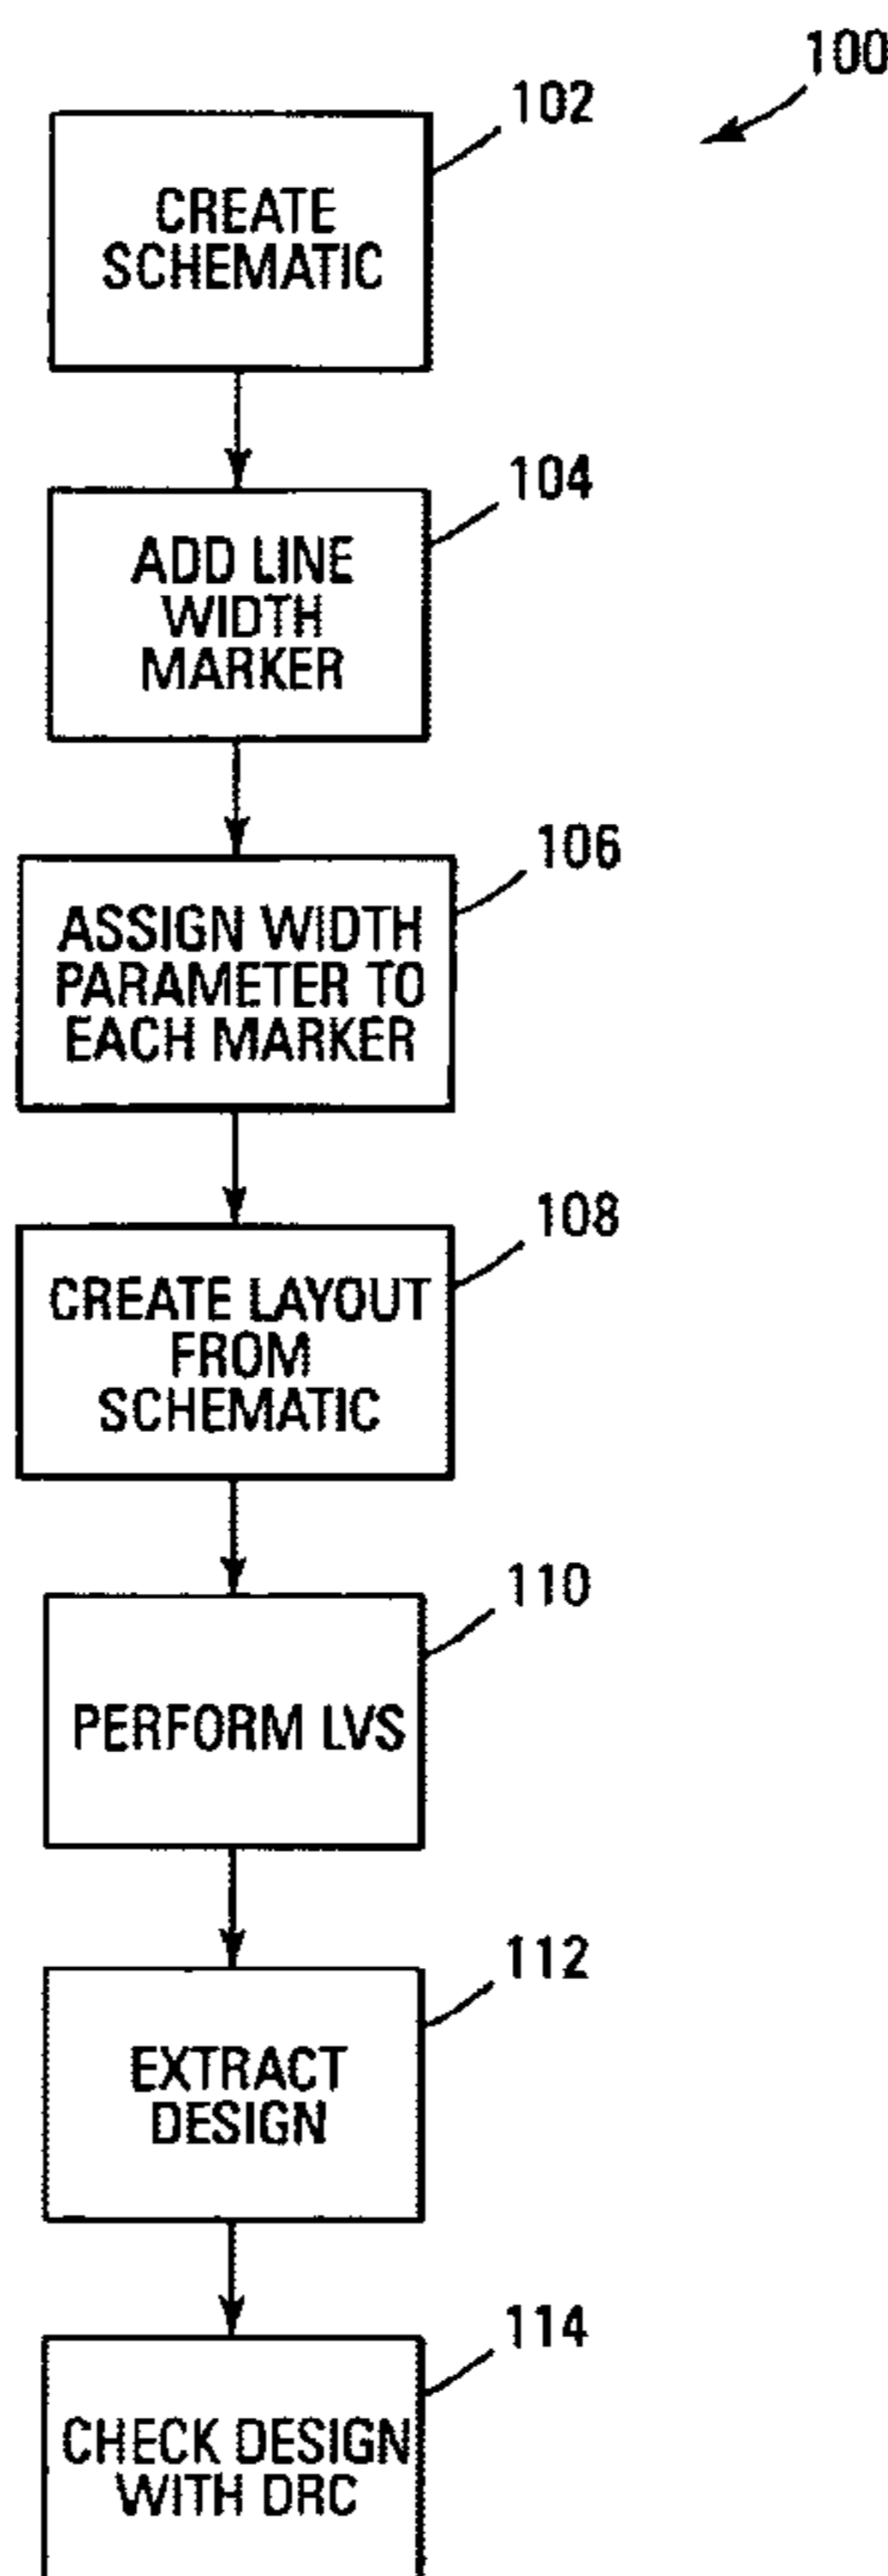 100
102
CREATE
SCHEMATIC
104
ADD LINE
WIDTH
MARKER
106
ASSIGN WIDTH
PARAMETER TO
EACH MARKER
108
CREATE LAYOUT
FROM
SCHEMATIC
110
PERFORM LVS
112
EXTRACT
DESIGN
114
CHECK DESIGN
WITH DRC